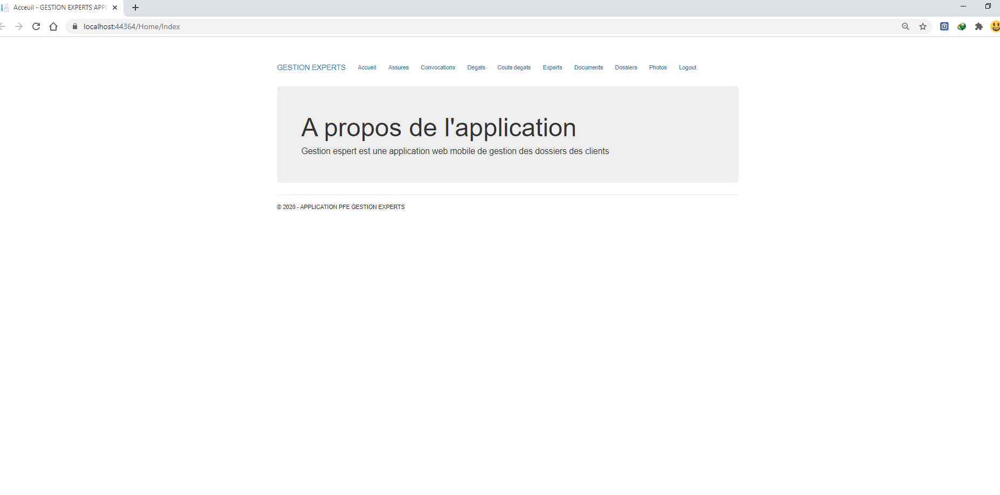 Acceuil - GESTION EXPERTS APPL
localhost:44364/Home/Index
GESTION EXPERTS Accueil Assures Convocations Degats Couts degats Experts Documents Dossiers Photos Logout
A propos de l'application
Gestion espert est une application web mobile de gestion des dossiers des clients
© 2020 - APPLICATION PFE GESTION EXPERTS